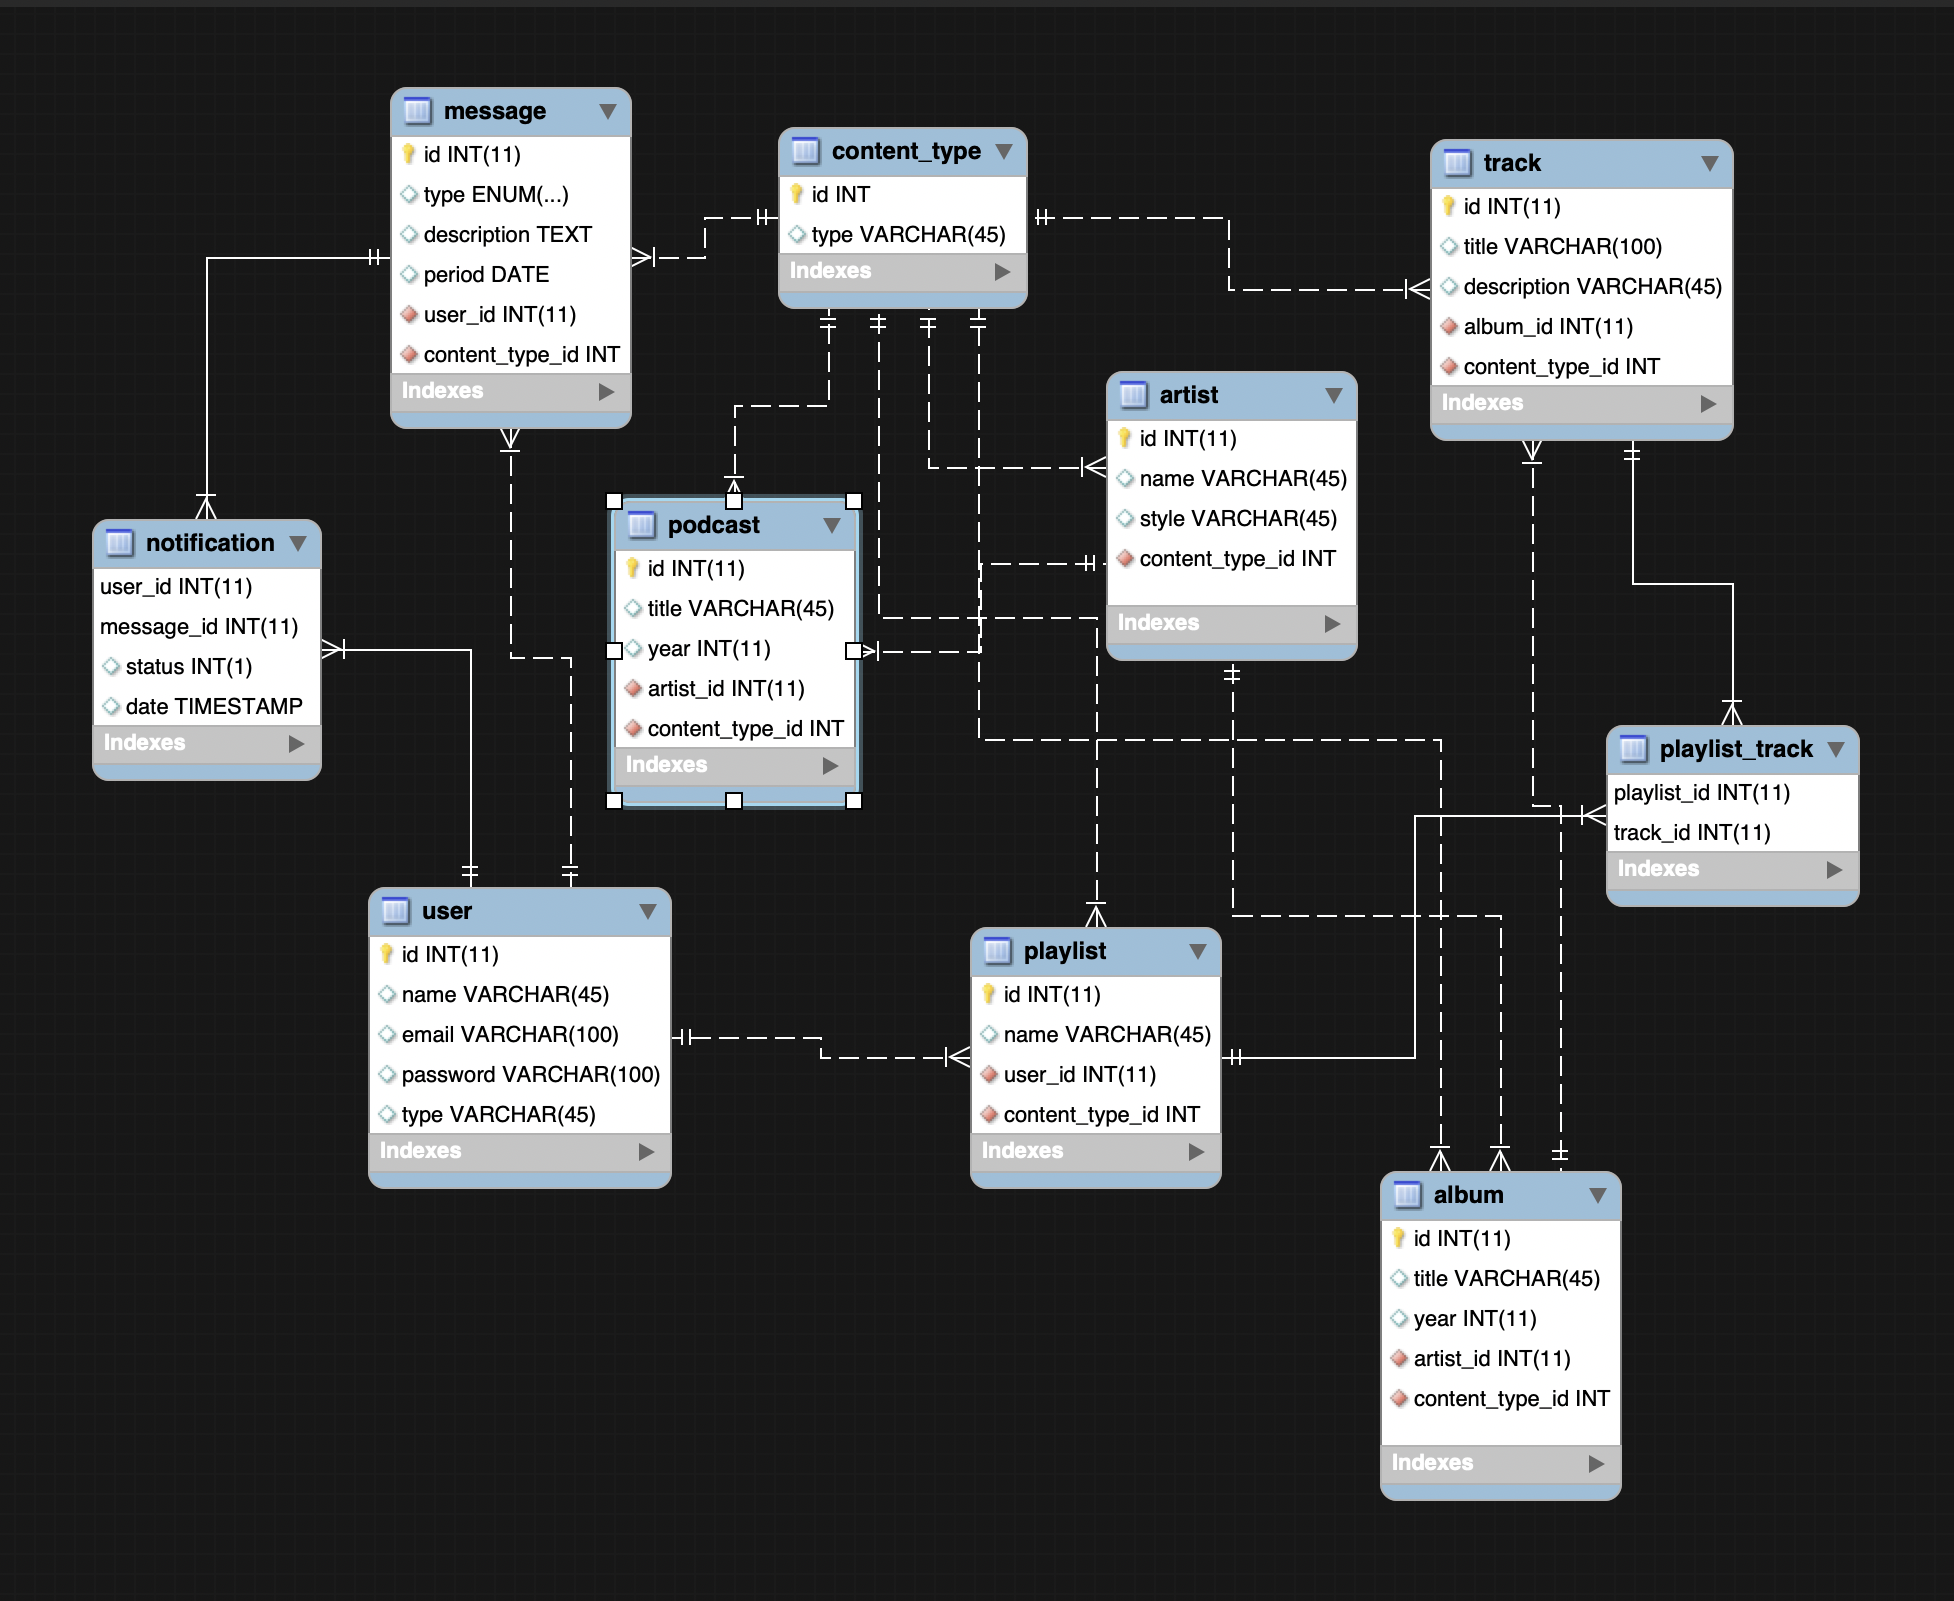 message
id INT(11)
type ENUM(...)
description TEXT
period DATE
user_id INT(11)
content_type_id INT
Indexes
content_type
id INT
type VARCHAR(45)
Indexes
track
id INT(11)
title VARCHAR(100)
description VARCHAR(45)
album_id INT(11)
content_type_id INT
Indexes
artist
id INT(11)
name VARCHAR(45)
style VARCHAR(45)
content_type_id INT
Indexes
podcast
id INT(11)
title VARCHAR(45)
year INT(11)
artist_id INT(11)
content_type_id INT
Indexes
notification
user_id INT(11)
message_id INT(11)
status INT(1)
date TIMESTAMP
Indexes
playlist_track
playlist_id INT(11)
track_id INT(11)
Indexes
user
id INT(11)
name VARCHAR(45)
email VARCHAR(100)
password VARCHAR(100)
type VARCHAR(45)
Indexes
playlist
id INT(11)
name VARCHAR(45)
user_id INT(11)
content_type_id INT
Indexes
album
id INT(11)
title VARCHAR(45)
year INT(11)
artist_id INT(11)
content_type_id INT
Indexes